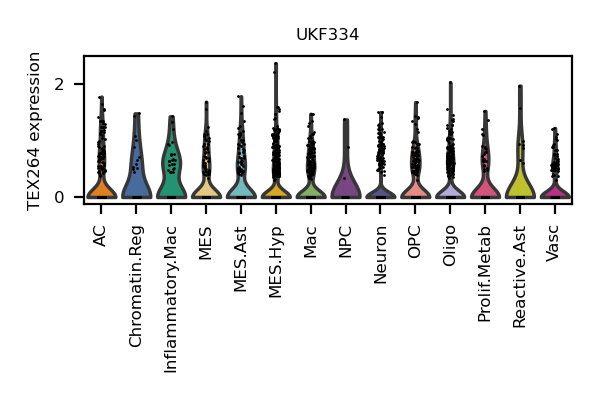 UKF334
TEX264 expression
2
0
AC
Chromatin.Reg
Inflammatory.Mac
MES
MES.Ast
MES.Hyp
Mac
NPC
Neuron
OPC
Oligo
Prolif.Metab
Reactive.Ast
Vasc